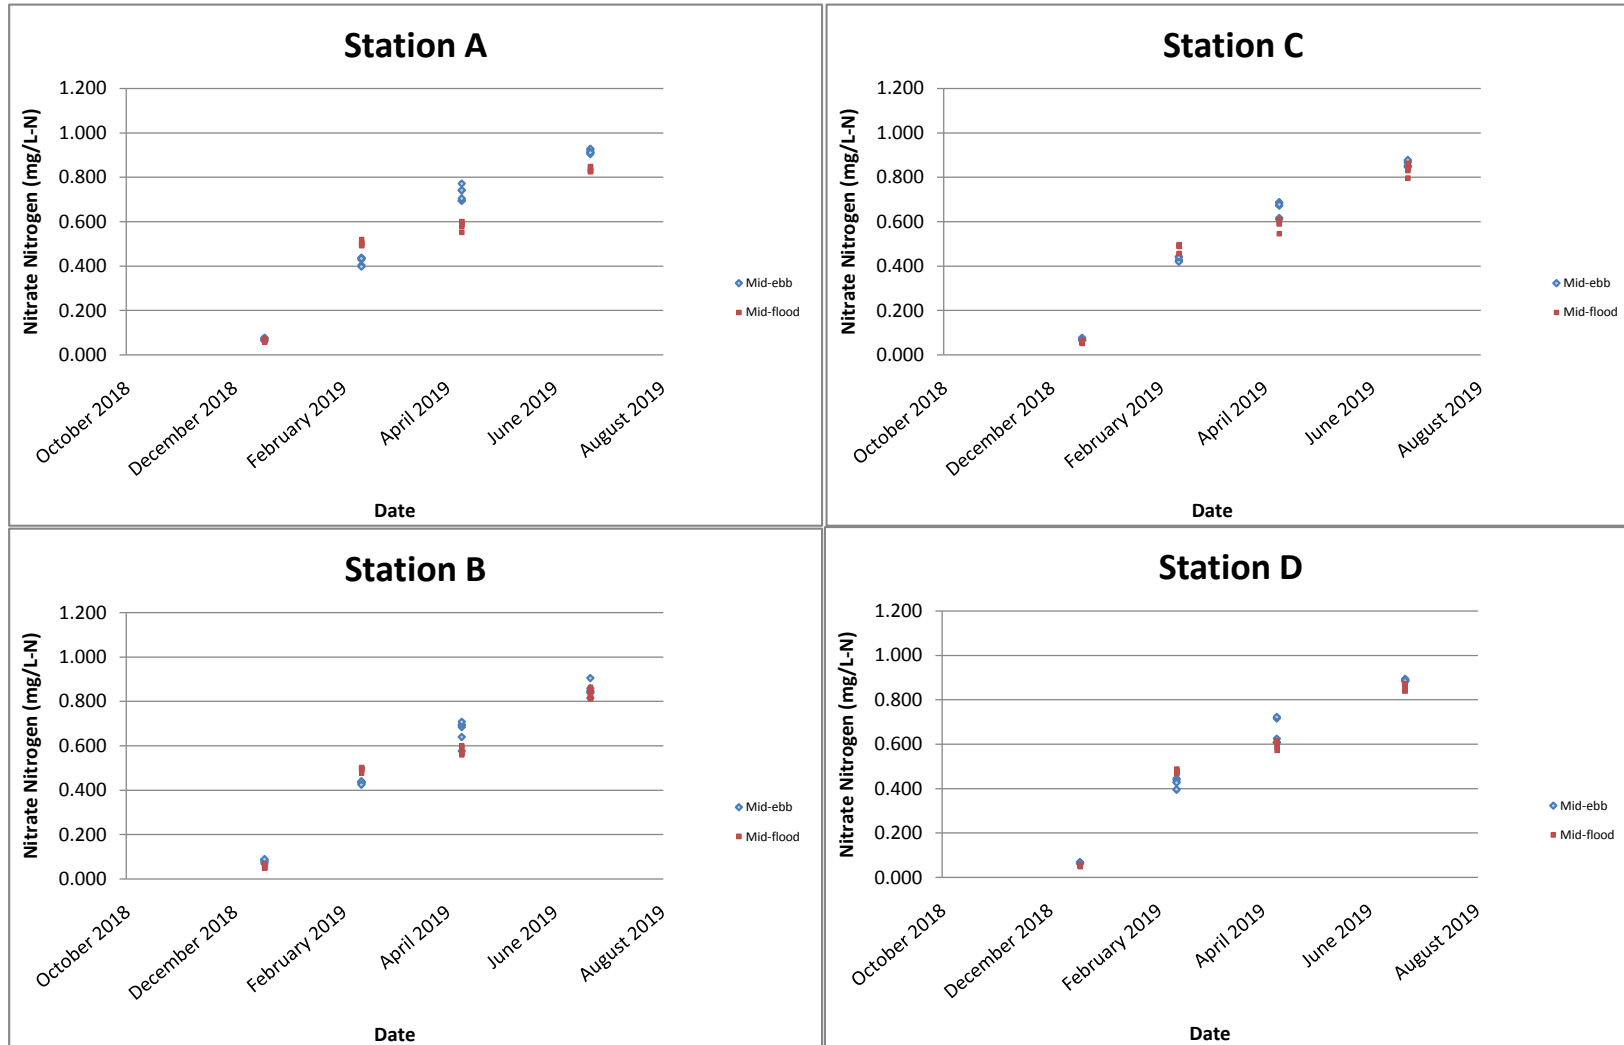 Station A
Nitrate Nitrogen (mg/L-N)
1.200
1.000
0.800
0.600
0.400
0.200
0.000
October 2018
December 2018
February 2019
April 2019
June 2019
August 2019
Date
Mid-ebb
Mid-flood
Station C
Nitrate Nitrogen (mg/L-N)
1.200
1.000
0.800
0.600
0.400
0.200
0.000
October 2018
December 2018
February 2019
April 2019
June 2019
August 2019
Date
Mid-ebb
Mid-flood
Station B
Nitrate Nitrogen (mg/L-N)
1.200
1.000
0.800
0.600
0.400
0.200
0.000
October 2018
December 2018
February 2019
April 2019
June 2019
August 2019
Date
Mid-ebb
Mid-flood
Station D
Nitrate Nitrogen (mg/L-N)
1.200
1.000
0.800
0.600
0.400
0.200
0.000
October 2018
December 2018
February 2019
April 2019
June 2019
August 2019
Date
Mid-ebb
Mid-flood